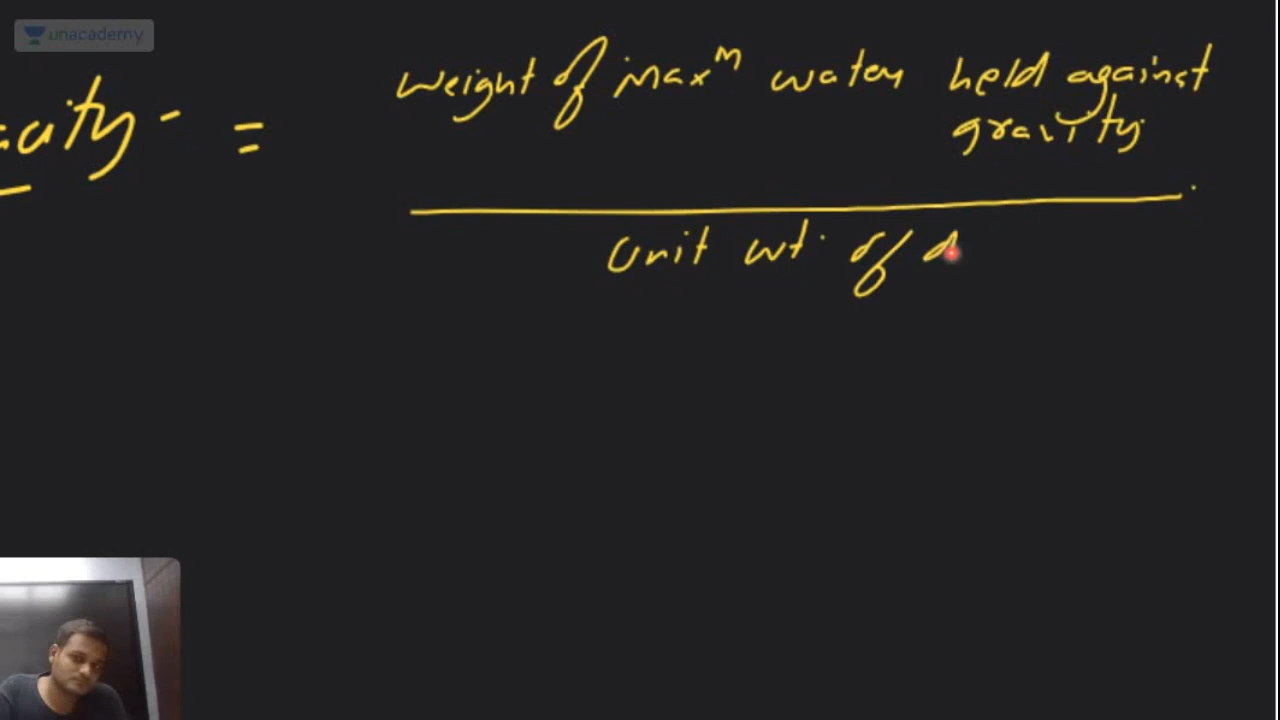 unacademy
weight of maxᵐ water held against
acity - =
gravity
unit wt. of d